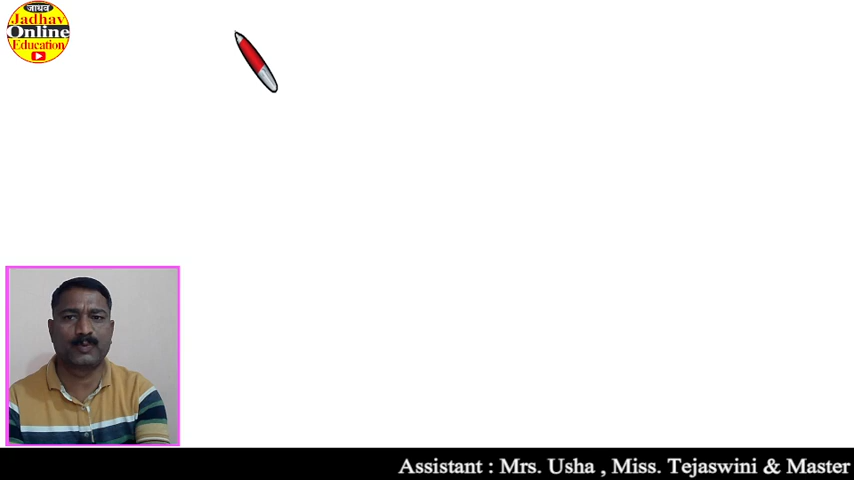 जाधव
Jadhav
Online
Education
Assistant : Mrs. Usha , Miss. Tejaswini & Master